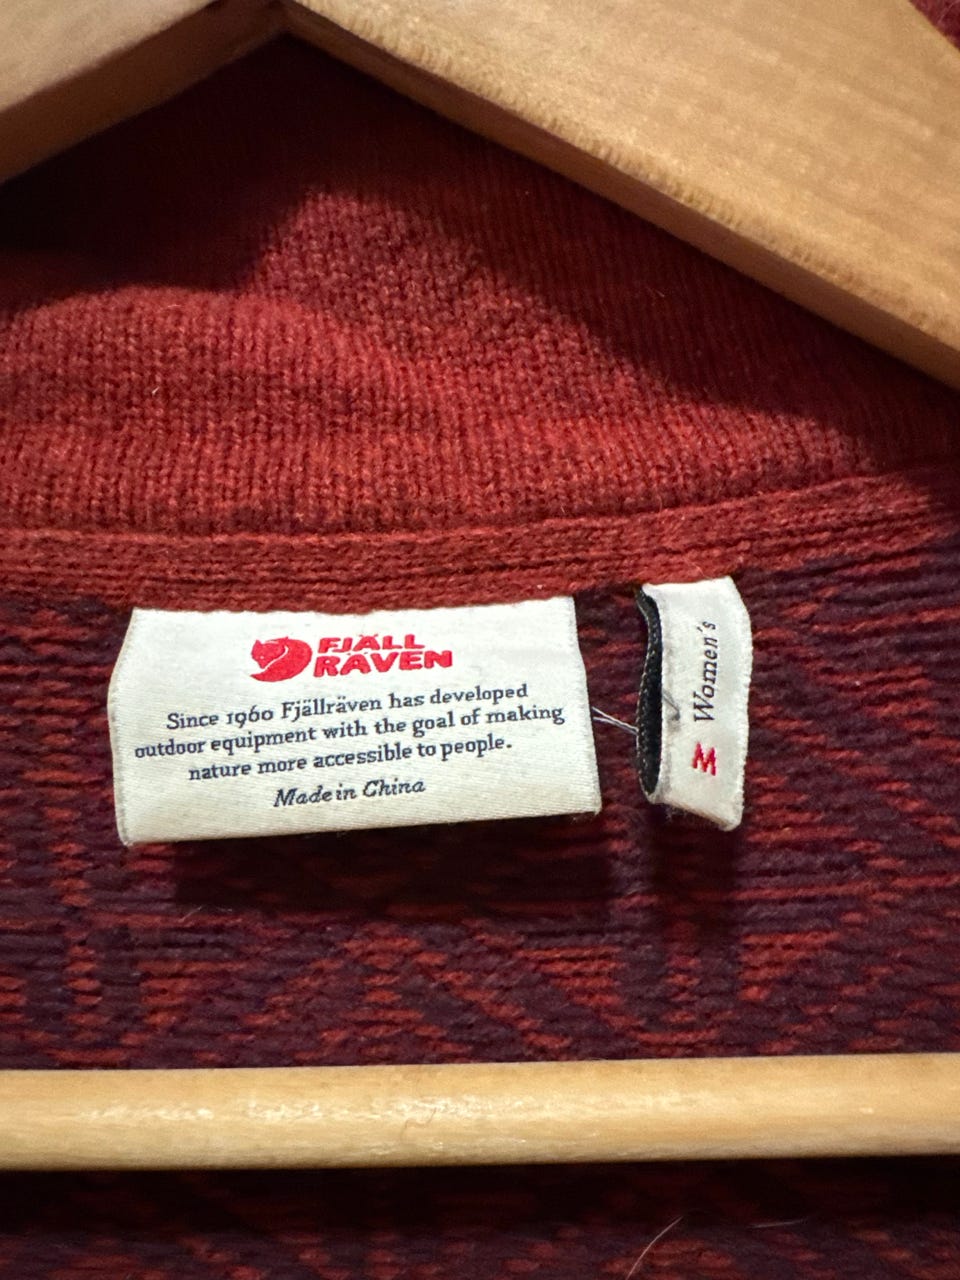 FJÄLL
RÄVEN
Since 1960 Fjällräven has developed
outdoor equipment with the goal of making
nature more accessible to people.
Made in China
Women's
M